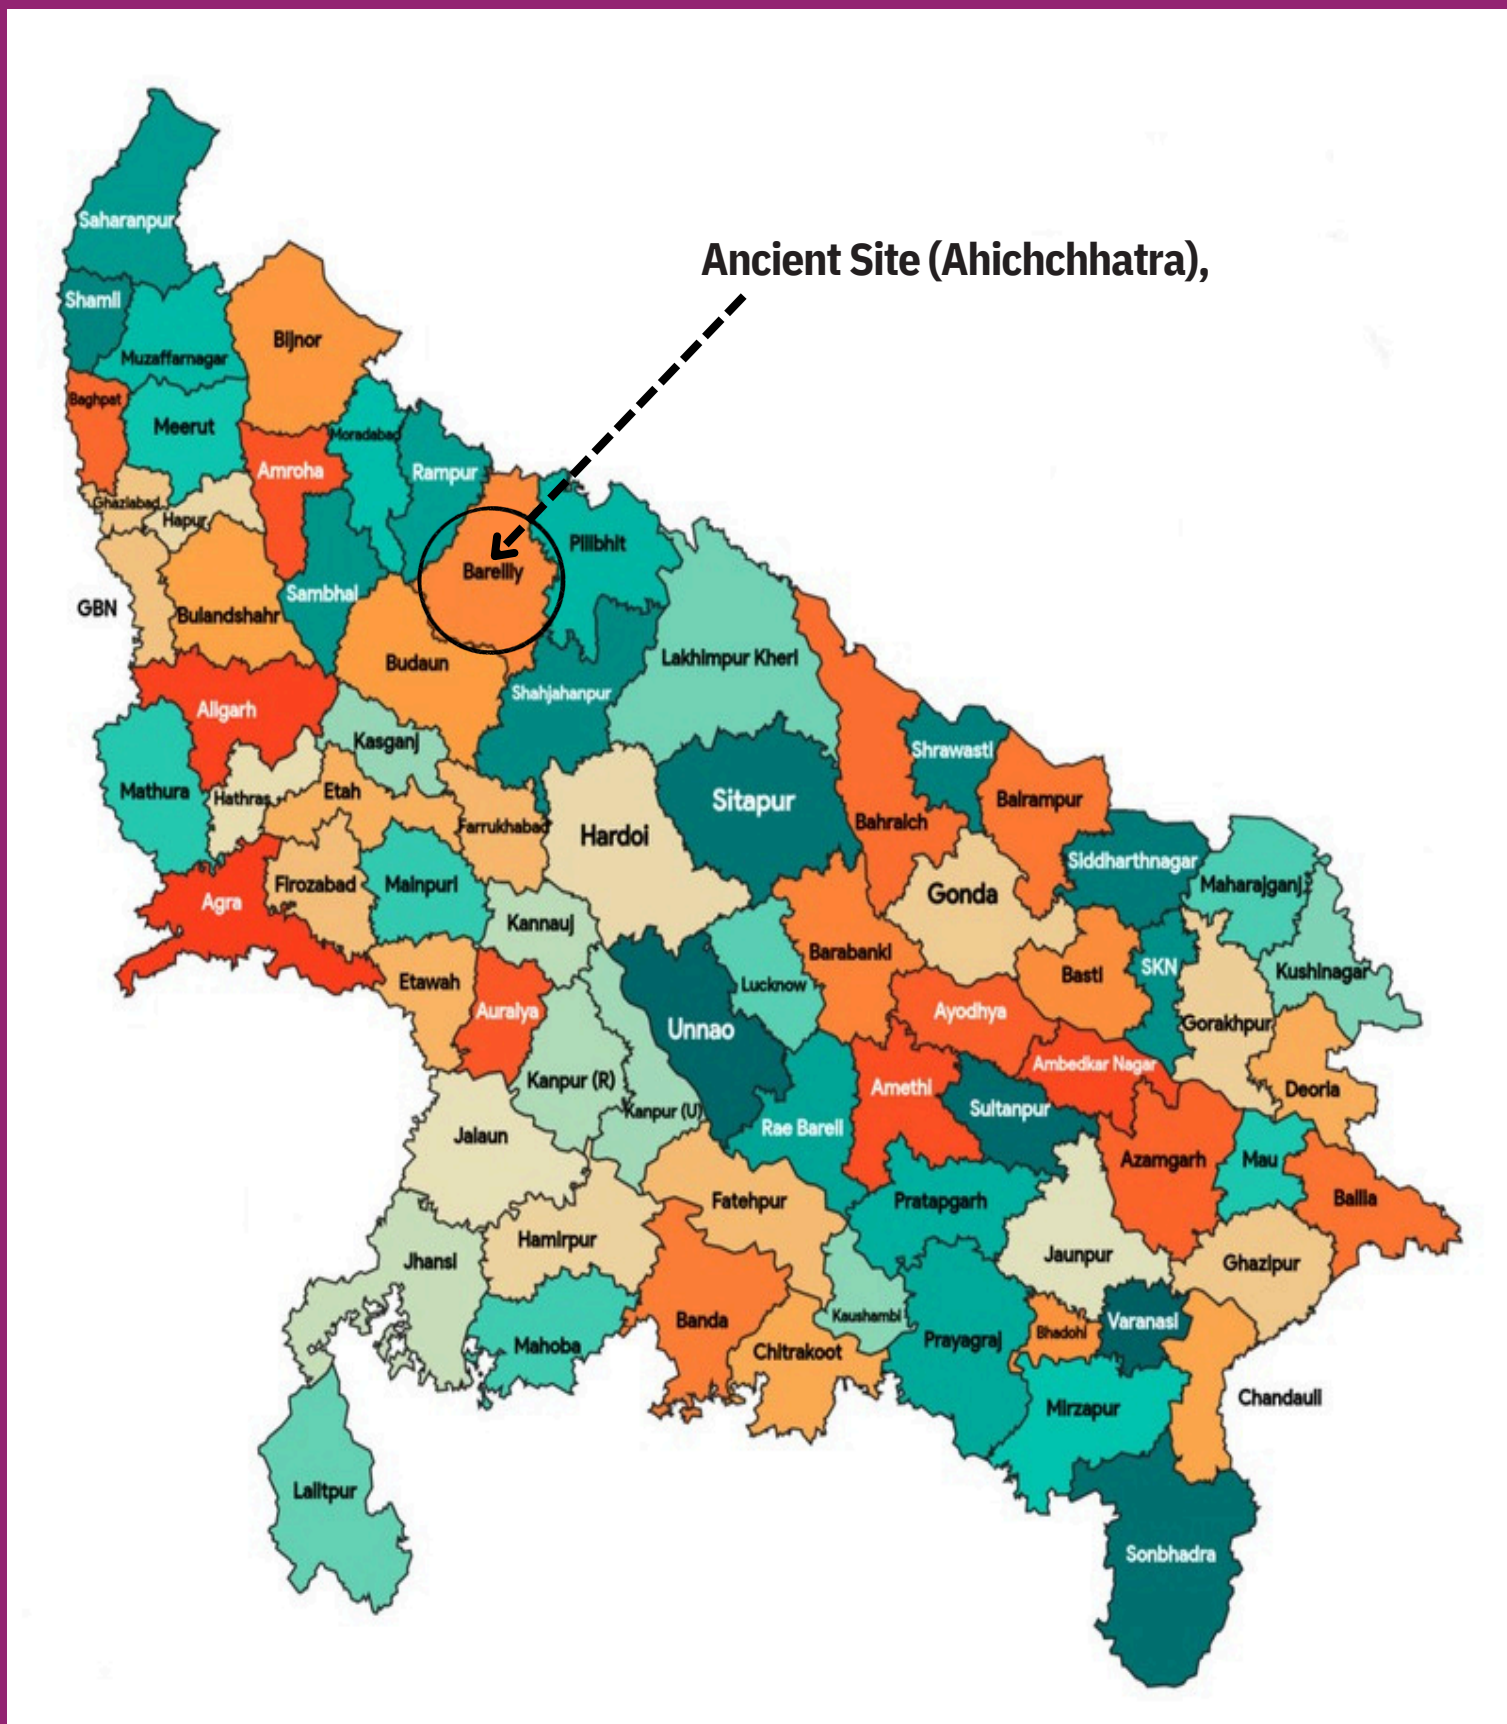 Ancient Site (Ahichchhatra),
Saharanpur
Shamli
Muzaffarnagar
Bijnor
Baghpat
Meerut
Amroha
Moradabad
Rampur
Ghaziabad
Hapur
Bareilly
Pilibhit
GBN
Bulandshahr
Sambhal
Budaun
Lakhimpur Kheri
Shahjahanpur
Aligarh
Kasganj
Shrawasti
Mathura
Hathras
Etah
Sitapur
Balrampur
Farrukhabad
Hardoi
Bahraich
Siddharthnagar
Maharajganj
Agra
Firozabad
Mainpuri
Gonda
Kannauj
Barabanki
Basti
SKN
Kushinagar
Etawah
Lucknow
Auraiya
Ayodhya
Unnao
Gorakhpur
Kanpur (R)
Ambedkar Nagar
Amethi
Deoria
Kanpur (U)
Sultanpur
Jalaun
Rae Bareli
Azamgarh
Mau
Fatehpur
Pratapgarh
Ballia
Hamirpur
Jaunpur
Jhansi
Ghazipur
Kaushambi
Banda
Varanasi
Bhadohi
Mahoba
Prayagraj
Chitrakoot
Chandauli
Mirzapur
Lalitpur
Sonbhadra